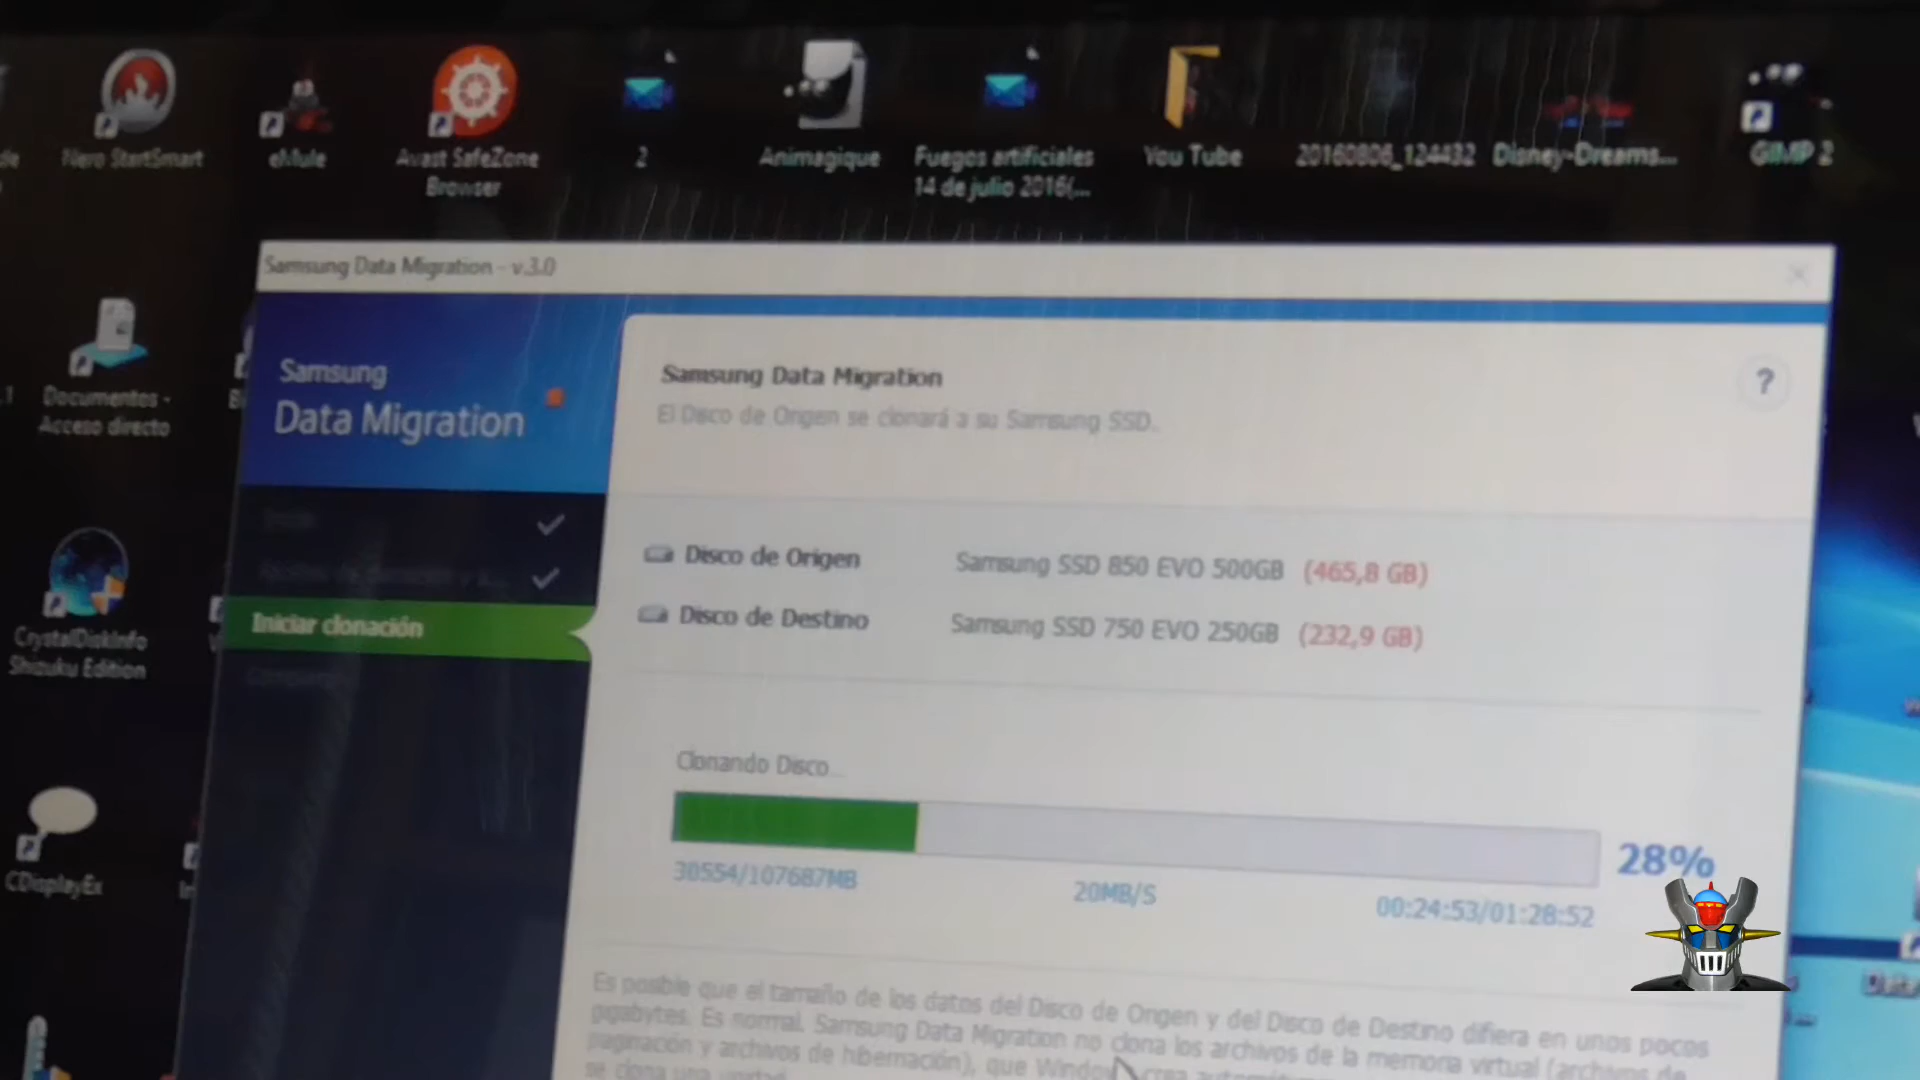 Nero StartSmart
eMule
Avast SafeZone
Browser
2
Animagique
Fuegos artificiales
14 de julio 2016(...
You Tube
20160806_124432
Disney-Dreams...
GIMP 2
Samsung Data Migration - v.3.0
Documentos -
Acceso directo
Samsung
Data Migration
Samsung Data Migration
El Disco de Origen se clonará a su Samsung SSD.
?
Disco de Origen
Samsung SSD 850 EVO 500GB (465,8 GB)
Disco de Destino
Samsung SSD 750 EVO 250GB (232,9 GB)
Iniciar clonación
CrystalDiskInfo
Shizuku Edition
Clonando Disco...
28%
30554/107687MB
20MB/S
00:24:53/01:28:52
CDisplayEx
Es posible que el tamaño de los datos del Disco de Origen y del Disco de Destino difiera en unos pocos
gigabytes. Es normal. Samsung Data Migration no clona los archivos de la memoria virtual (archivos de
paginación y archivos de hibernación), que
se clona una unidad